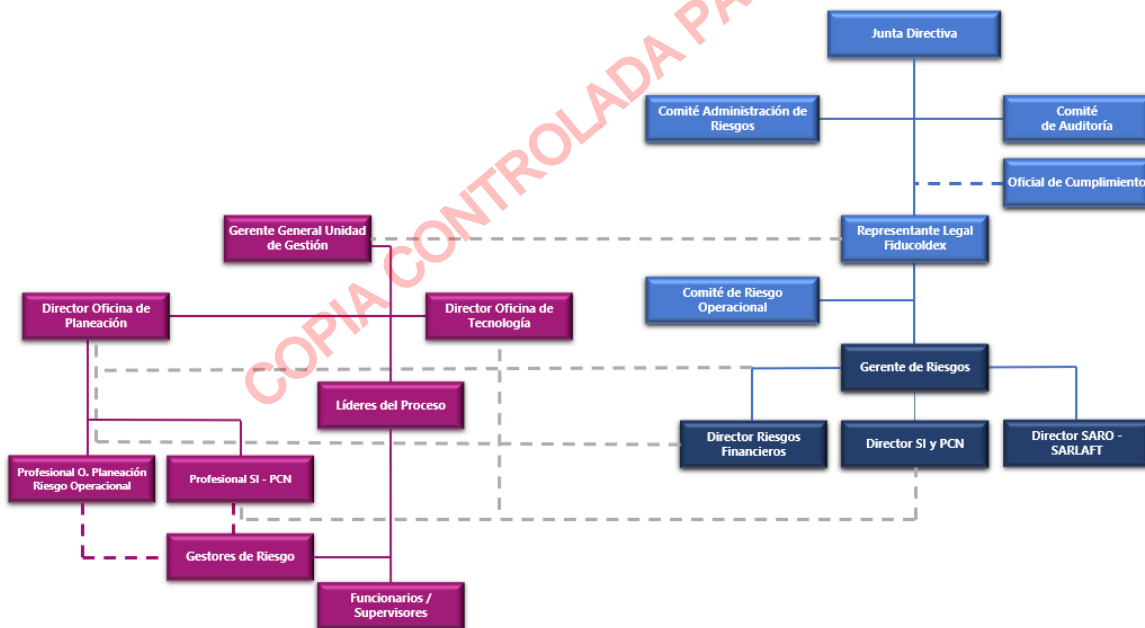 COPIA CONTROLADA PA
Junta Directiva
Comité Administración de
Riesgos
Comité
de Auditoría
Oficial de Cumplimiento
Gerente General Unidad
de Gestión
Representante Legal
Fiducoldex
Director Oficina de
Planeación
Director Oficina de
Tecnología
Comité de Riesgo
Operacional
Gerente de Riesgos
Líderes del Proceso
Director Riesgos
Financieros
Director SI y PCN
Director SARO -
SARLAFT
Profesional O. Planeación
Riesgo Operacional
Profesional SI - PCN
Gestores de Riesgo
Funcionarios /
Supervisores